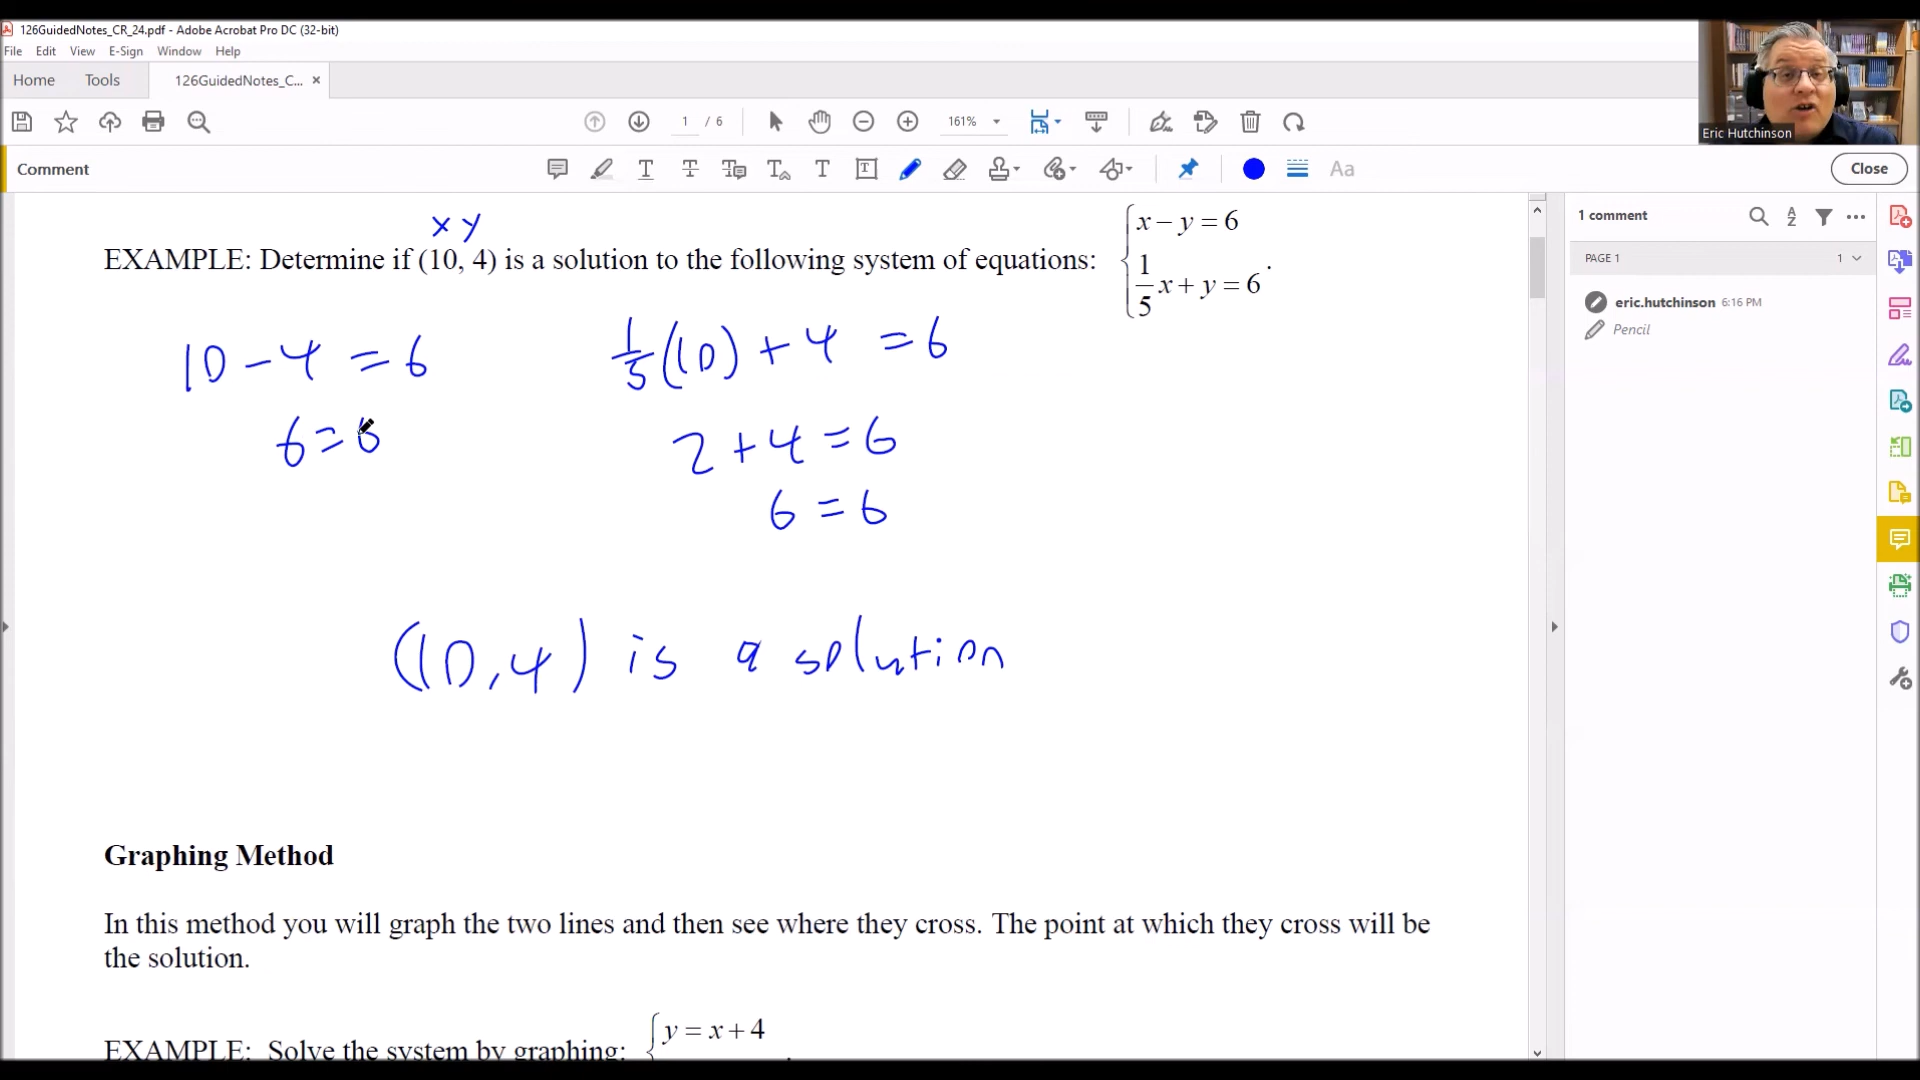 126GuidedNotes_CR_24.pdf - Adobe Acrobat Pro DC (32-bit)
File Edit View E-Sign Window Help
Home Tools 126GuidedNotes_C... ×
1 / 6 161%
Eric Hutchinson
Comment Aa Close
x y
EXAMPLE: Determine if (10, 4) is a solution to the following system of equations: { x − y = 6
1/5 x + y = 6 .
10 − 4 = 6
6 = 6
1/5 (10) + 4 = 6
2 + 4 = 6
6 = 6
(10, 4) is a solution
Graphing Method
In this method you will graph the two lines and then see where they cross. The point at which they cross will be
the solution.
EXAMPLE: Solve the system by graphing: { y = x + 4
1 comment
PAGE 1 1
eric.hutchinson 6:16 PM
Pencil